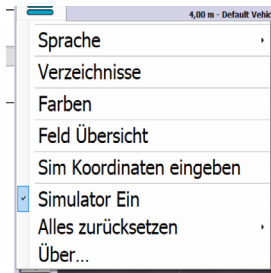 4,00 m - Default Vehic
Sprache
Verzeichnisse
Farben
Feld Übersicht
Sim Koordinaten eingeben
Simulator Ein
Alles zurücksetzen
Über...